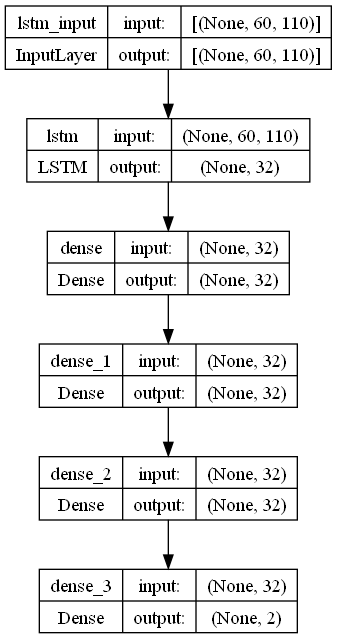 lstm_input input: [(None, 60, 110)]
InputLayer output: [(None, 60, 110)]
lstm input: (None, 60, 110)
LSTM output: (None, 32)
dense input: (None, 32)
Dense output: (None, 32)
dense_1 input: (None, 32)
Dense output: (None, 32)
dense_2 input: (None, 32)
Dense output: (None, 32)
dense_3 input: (None, 32)
Dense output: (None, 2)